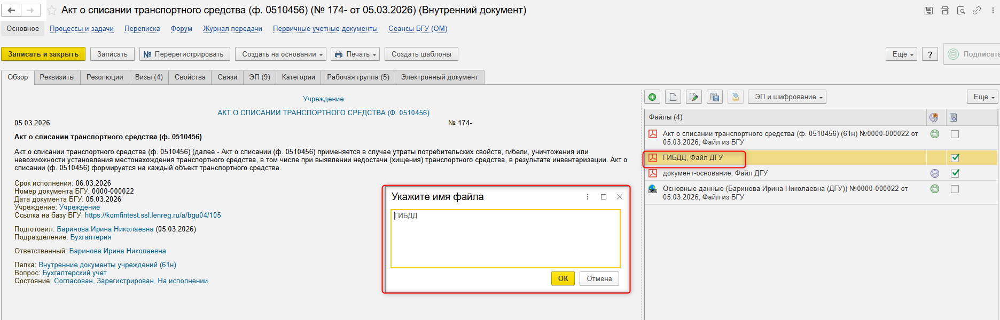 Акт о списании транспортного средства (ф. 0510456) (№ 174- от 05.03.2026) (Внутренний документ)
Основное Процессы и задачи Переписка Форум Журнал передачи Первичные учетные документы Сеансы БГУ (ОМ)
Записать и закрыть Записать № Перерегистрировать Создать на основании Печать Создать шаблоны Еще ? Подписать
Обзор Реквизиты Резолюции Визы (4) Свойства Связи ЭП (9) Категории Рабочая группа (5) Электронный документ
Учреждение
АКТ О СПИСАНИИ ТРАНСПОРТНОГО СРЕДСТВА (Ф. 0510456)
05.03.2026 № 174-
Акт о списании транспортного средства (ф. 0510456)
Акт о списании транспортного средства (ф. 0510456) (далее - Акт о списании (ф. 0510456) применяется в случае утраты потребительских свойств, гибели, уничтожения или
невозможности установления местонахождения транспортного средства, в том числе при выявлении недостачи (хищения) транспортного средства, в результате инвентаризации. Акт о
списании (ф. 0510456) формируется на каждый объект транспортного средства.
Срок исполнения: 06.03.2026
Номер документа БГУ: 0000-000022
Дата документа БГУ: 05.03.2026
Учреждение: Учреждение
Ссылка на базу БГУ: https://komfintest.ssl.lenreg.ru/a/bgu04/105
Подготовил: Баринова Ирина Николаевна (05.03.2026)
Подразделение: Бухгалтерия
Ответственный: Баринова Ирина Николаевна
Папка: Внутренние документы учреждений (61н)
Вопрос: Бухгалтерский учет
Состояние: Согласован, Зарегистрирован, На исполнении
Укажите имя файла
ГИБДД
ОК Отмена
ЭП и шифрование Еще
Файлы (4)
Акт о списании транспортного средства (ф. 0510456) (61н) №0000-000022 от
05.03.2026, Файл из БГУ
ГИБДД, Файл ДГУ
документ-основание, Файл ДГУ
Основные данные (Баринова Ирина Николаевна (ДГУ)) №0000-000022 от
05.03.2026, Файл из БГУ